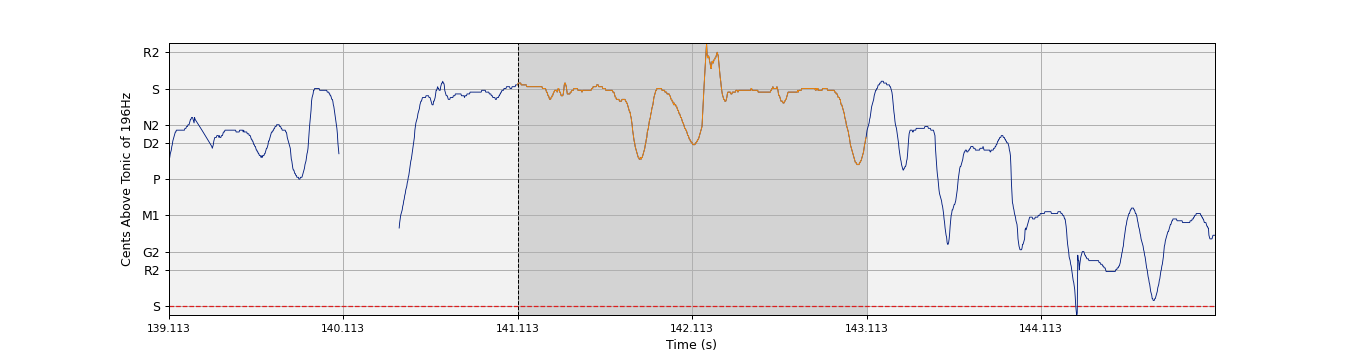 R2
S
N2
D2
P
M1
G2
R2
S
Cents Above Tonic of 196Hz
139.113 140.113 141.113 142.113 143.113 144.113
Time (s)